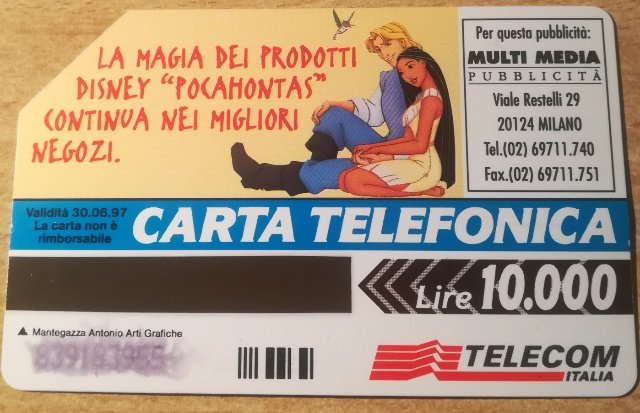 LA MAGIA DEI PRODOTTI
DISNEY "POCAHONTAS"
CONTINUA NEI MIGLIORI
NEGOZI.
Per questa pubblicità:
MULTI MEDIA
PUBBLICITÀ
Viale Restelli 29
20124 MILANO
Tel.(02) 69711.740
Fax.(02) 69711.751
Validità 30.06.97
La carta non è
rimborsabile
CARTA TELEFONICA
Lire 10.000
Mantegazza Antonio Arti Grafiche
TELECOM
ITALIA